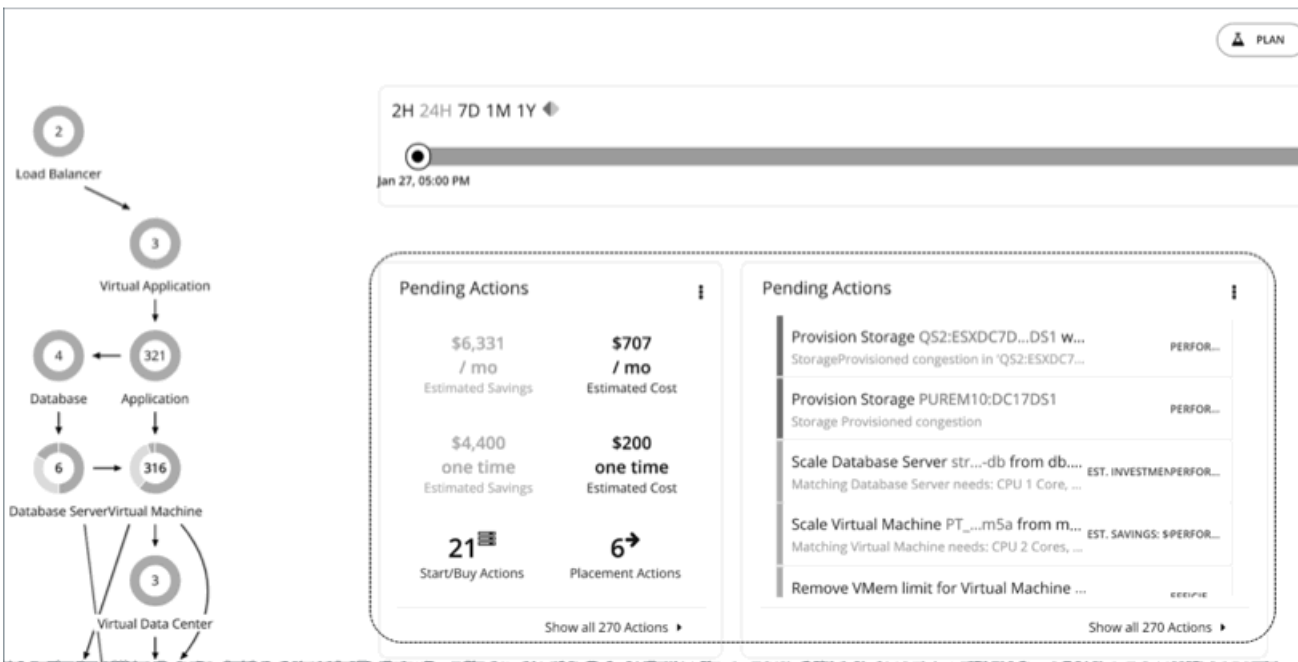 PLAN
2H 24H 7D 1M 1Y
Jan 27, 05:00 PM
2
Load Balancer
3
Virtual Application
4
321
Database
Application
6
316
Database Server
Virtual Machine
3
Virtual Data Center
Pending Actions
$6,331
/ mo
Estimated Savings
$707
/ mo
Estimated Cost
$4,400
one time
Estimated Savings
$200
one time
Estimated Cost
21
Start/Buy Actions
6
Placement Actions
Show all 270 Actions
Pending Actions
Provision Storage QS2:ESXDC7D...DS1 w...
StorageProvisioned congestion in 'QS2:ESXDC7...
PERFOR...
Provision Storage PUREM10:DC17DS1
Storage Provisioned congestion
PERFOR...
Scale Database Server str...-db from db....
Matching Database Server needs: CPU 1 Core, ...
EST. INVESTMEN PERFOR...
Scale Virtual Machine PT_...m5a from m...
Matching Virtual Machine needs: CPU 2 Cores, ...
EST. SAVINGS: $ PERFOR...
Remove VMem limit for Virtual Machine ...
Show all 270 Actions